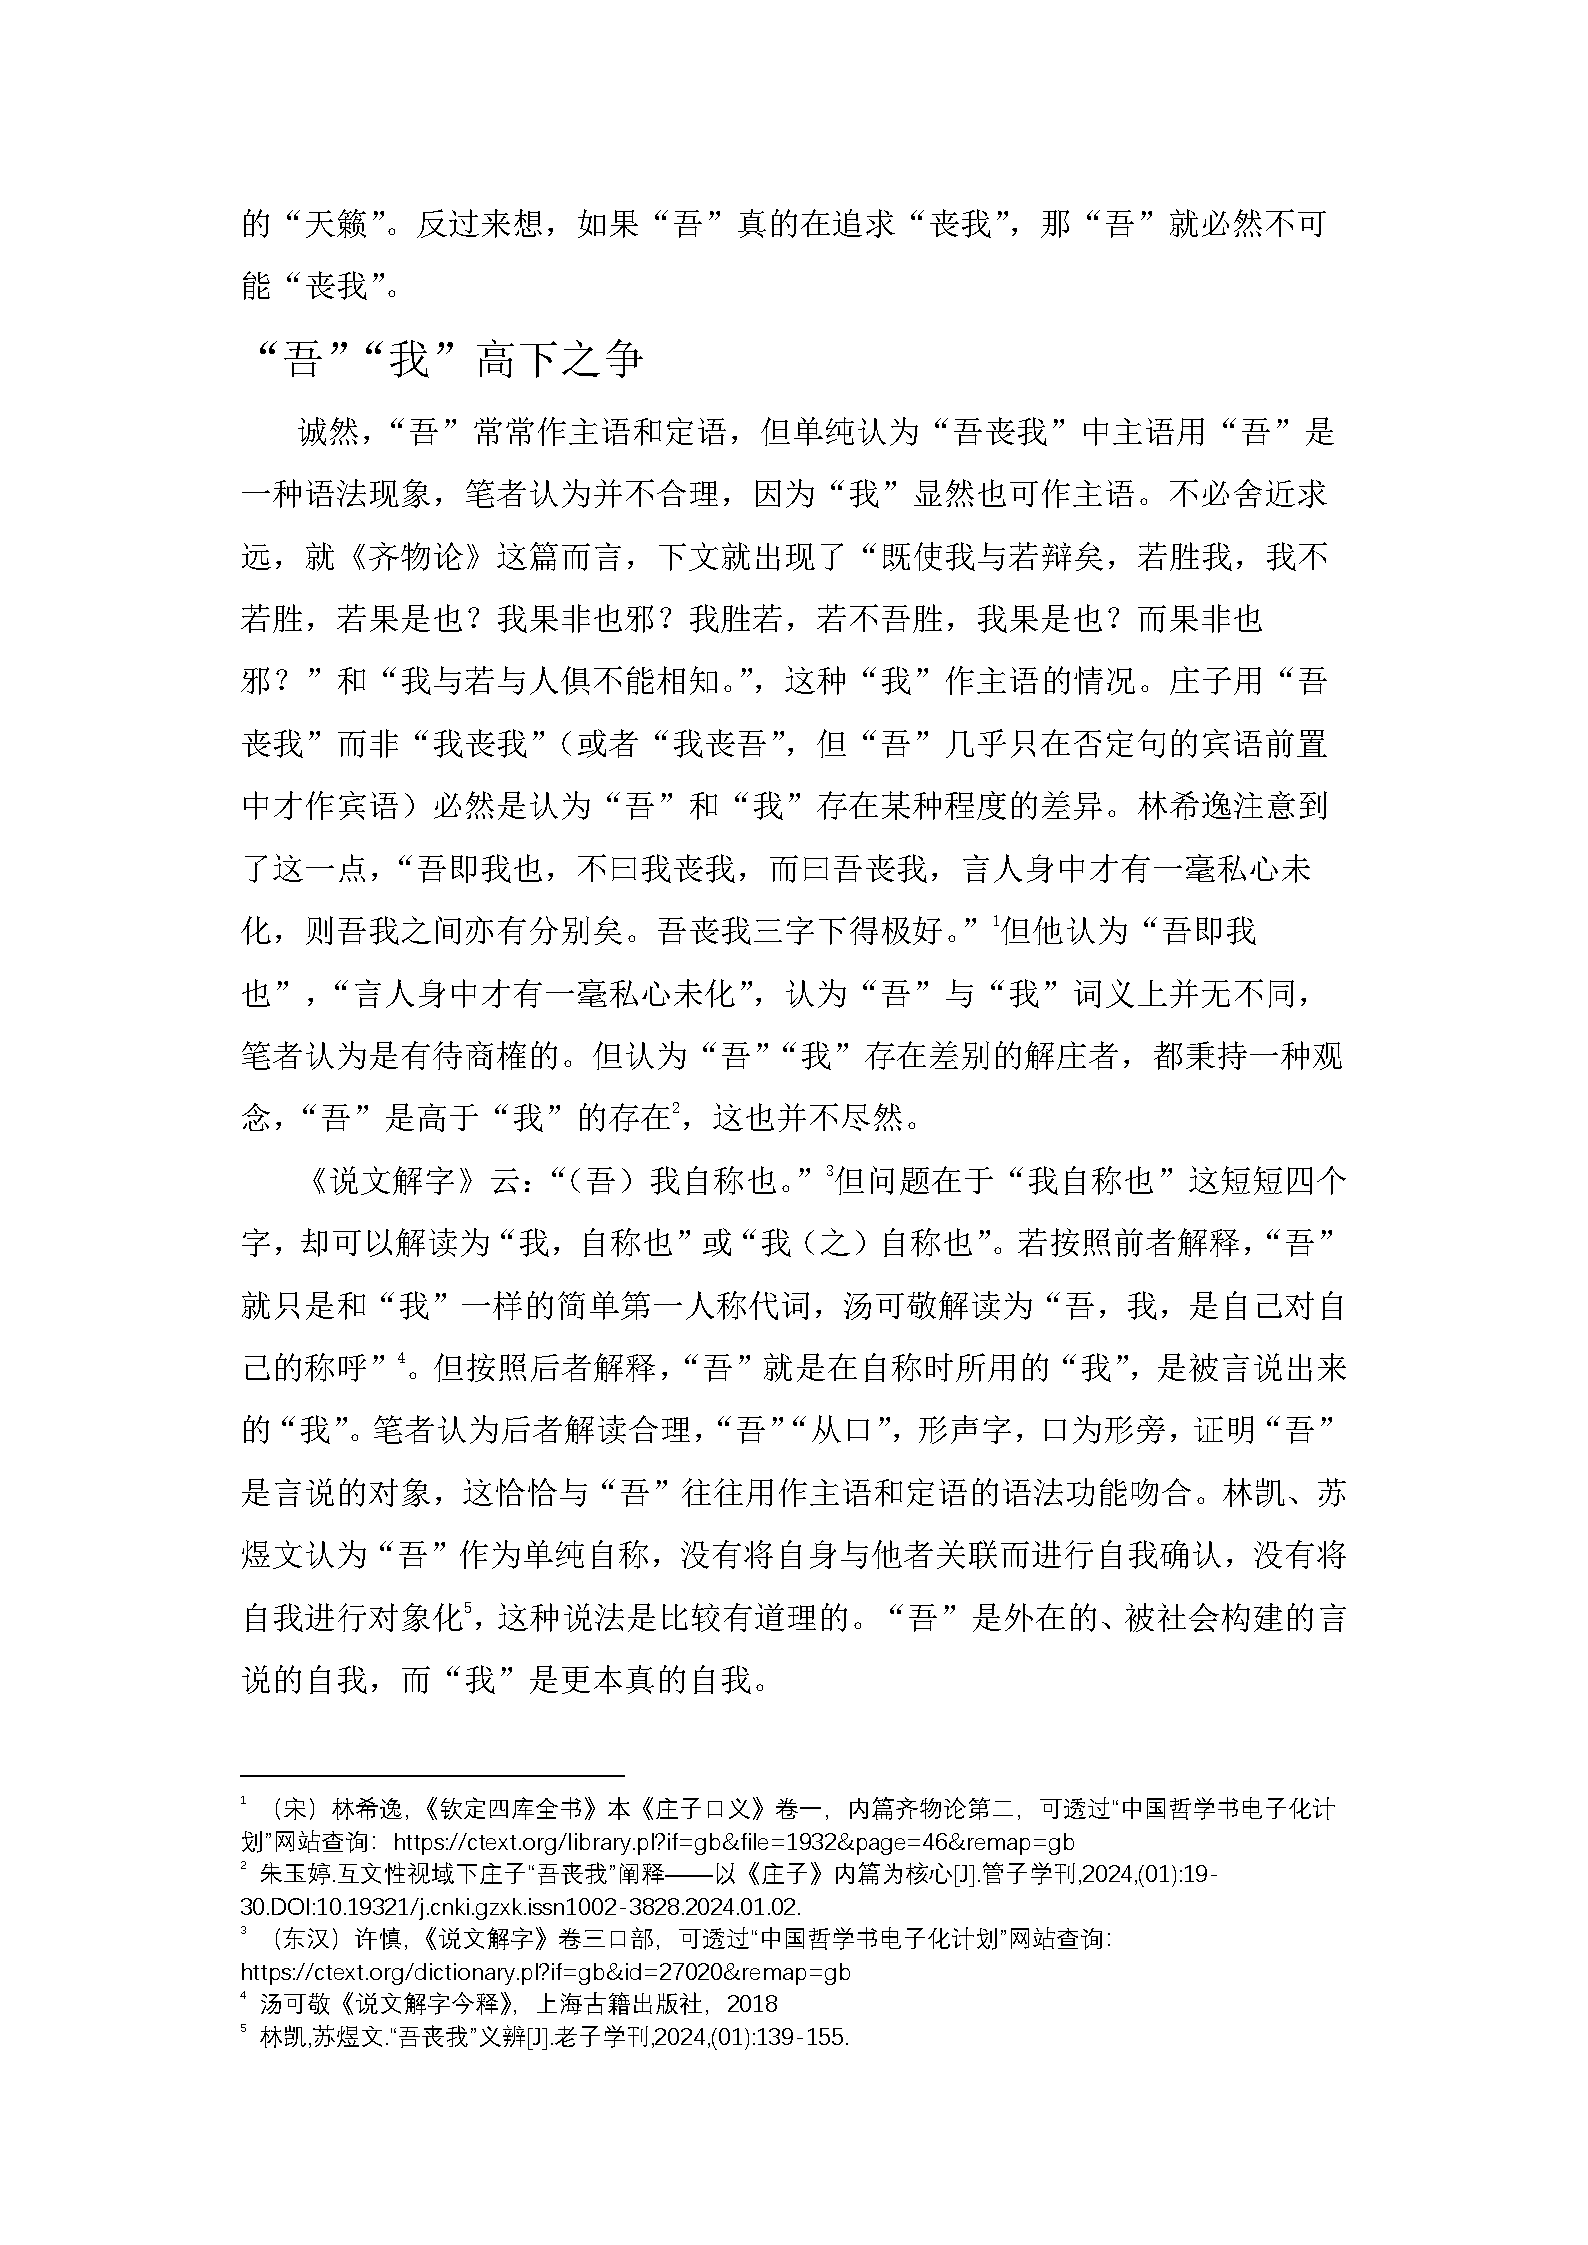 的“天籁”。反过来想，如果“吾”真的在追求“丧我”，那“吾”就必然不可
能“丧我”。
“吾”“我”高下之争
诚然，“吾”常常作主语和定语，但单纯认为“吾丧我”中主语用“吾”是
一种语法现象，笔者认为并不合理，因为“我”显然也可作主语。不必舍近求
远，就《齐物论》这篇而言，下文就出现了“既使我与若辩矣，若胜我，我不
若胜，若果是也？我果非也邪？我胜若，若不吾胜，我果是也？而果非也
邪？”和“我与若与人俱不能相知。”，这种“我”作主语的情况。庄子用“吾
丧我”而非“我丧我”（或者“我丧吾”，但“吾”几乎只在否定句的宾语前置
中才作宾语）必然是认为“吾”和“我”存在某种程度的差异。林希逸注意到
了这一点，“吾即我也，不曰我丧我，而曰吾丧我，言人身中才有一毫私心未
化，则吾我之间亦有分别矣。吾丧我三字下得极好。”1但他认为“吾即我
也”，“言人身中才有一毫私心未化”，认为“吾”与“我”词义上并无不同，
笔者认为是有待商榷的。但认为“吾”“我”存在差别的解庄者，都秉持一种观
念，“吾”是高于“我”的存在2，这也并不尽然。
《说文解字》云：“（吾）我自称也。”3但问题在于“我自称也”这短短四个
字，却可以解读为“我，自称也”或“我（之）自称也”。若按照前者解释，“吾”
就只是和“我”一样的简单第一人称代词，汤可敬解读为“吾，我，是自己对自
己的称呼”4。但按照后者解释，“吾”就是在自称时所用的“我”，是被言说出来
的“我”。笔者认为后者解读合理，“吾”“从口”，形声字，口为形旁，证明“吾”
是言说的对象，这恰恰与“吾”往往用作主语和定语的语法功能吻合。林凯、苏
煜文认为“吾”作为单纯自称，没有将自身与他者关联而进行自我确认，没有将
自我进行对象化5，这种说法是比较有道理的。“吾”是外在的、被社会构建的言
说的自我，而“我”是更本真的自我。
1 （宋）林希逸，《钦定四库全书》本《庄子口义》卷一，内篇齐物论第二，可透过“中国哲学书电子化计
划”网站查询：https://ctext.org/library.pl?if=gb&file=1932&page=46&remap=gb
2 朱玉婷.互文性视域下庄子“吾丧我”阐释——以《庄子》内篇为核心[J].管子学刊,2024,(01):19-
30.DOI:10.19321/j.cnki.gzxk.issn1002-3828.2024.01.02.
3 （东汉）许慎，《说文解字》卷三口部，可透过“中国哲学书电子化计划”网站查询：
https://ctext.org/dictionary.pl?if=gb&id=27020&remap=gb
4 汤可敬《说文解字今释》，上海古籍出版社，2018
5 林凯,苏煜文.“吾丧我”义辨[J].老子学刊,2024,(01):139-155.